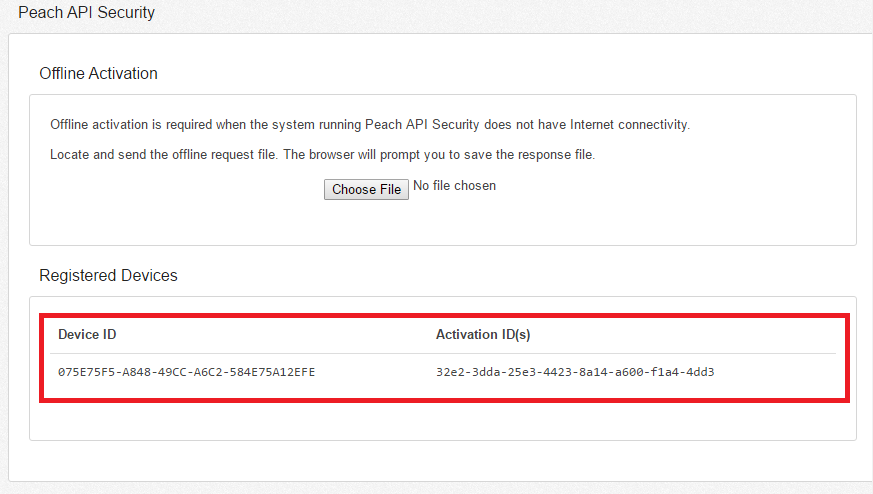 Peach API Security
Offline Activation
Offline activation is required when the system running Peach API Security does not have Internet connectivity.
Locate and send the offline request file. The browser will prompt you to save the response file.
Choose File No file chosen
Registered Devices
Device ID Activation ID(s)
075E75F5-A848-49CC-A6C2-584E75A12EFE 32e2-3dda-25e3-4423-8a14-a600-f1a4-4dd3